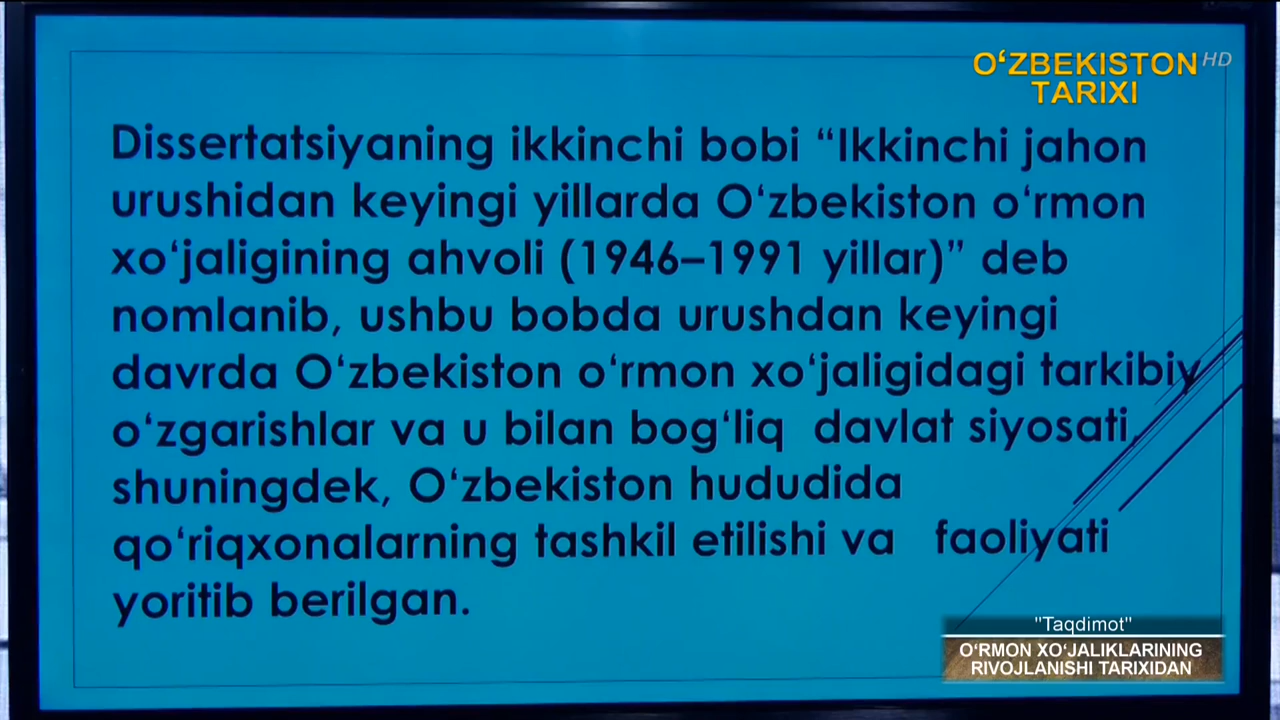 O‘ZBEKISTON HD
TARIXI
Dissertatsiyaning ikkinchi bobi “Ikkinchi jahon
urushidan keyingi yillarda O‘zbekiston o‘rmon
xo‘jaligining ahvoli (1946–1991 yillar)” deb
nomlanib, ushbu bobda urushdan keyingi
davrda O‘zbekiston o‘rmon xo‘jaligidagi tarkibiy
o‘zgarishlar va u bilan bog‘liq davlat siyosati,
shuningdek, O‘zbekiston hududida
qo‘riqxonalarning tashkil etilishi va faoliyati
yoritib berilgan.
"Taqdimot"
O‘RMON XO‘JALIKLARINING
RIVOJLANISHI TARIXIDAN